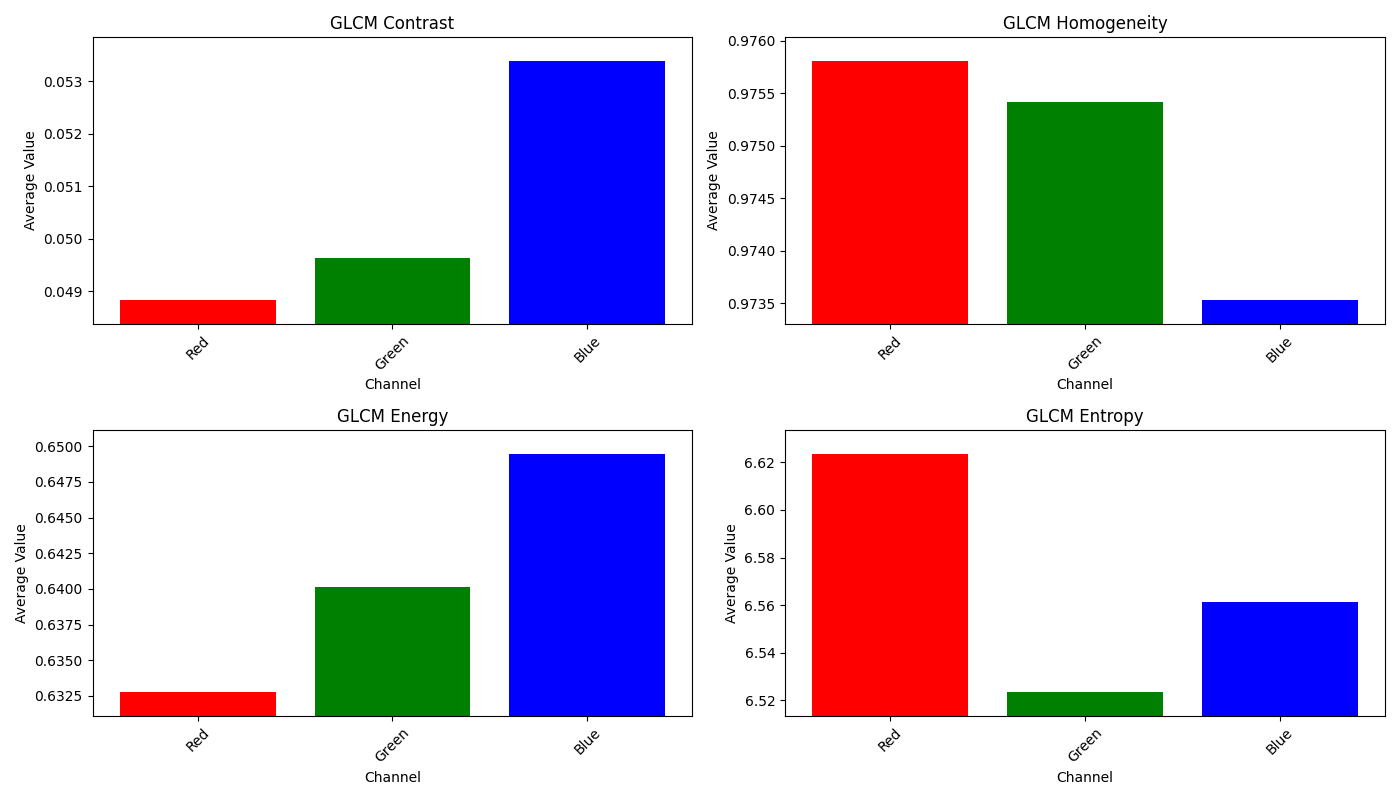 GLCM Contrast
Average Value
0.053
0.052
0.051
0.050
0.049
Red
Green
Blue
Channel
GLCM Homogeneity
Average Value
0.9760
0.9755
0.9750
0.9745
0.9740
0.9735
Red
Green
Blue
Channel
GLCM Energy
Average Value
0.6500
0.6475
0.6450
0.6425
0.6400
0.6375
0.6350
0.6325
Red
Green
Blue
Channel
GLCM Entropy
Average Value
6.62
6.60
6.58
6.56
6.54
6.52
Red
Green
Blue
Channel